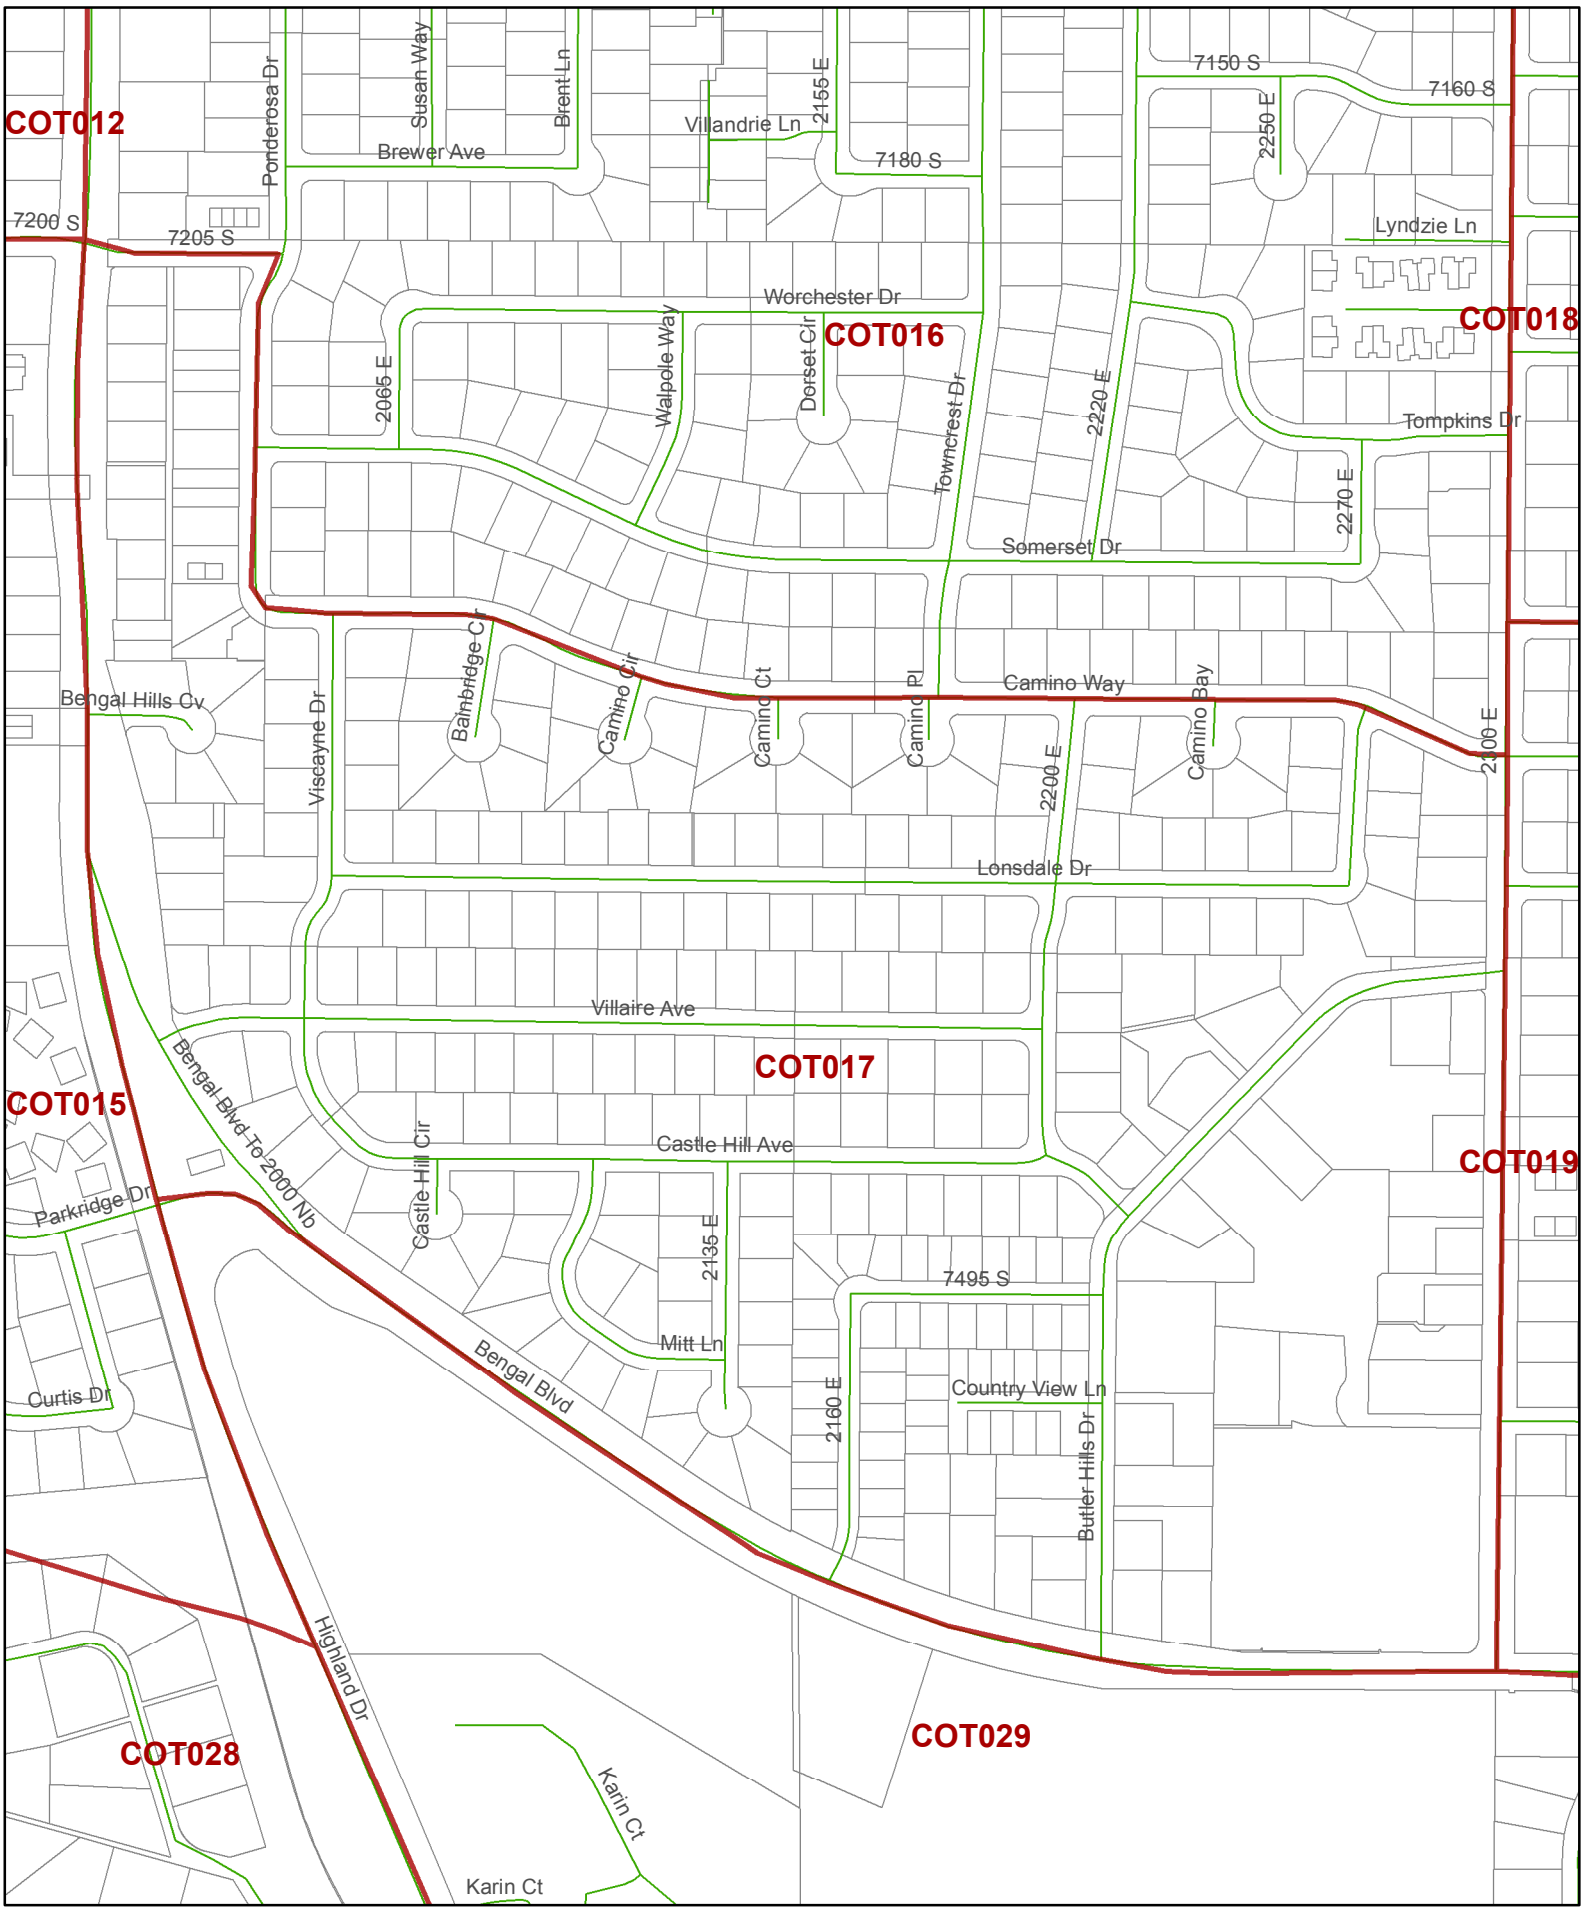 Susan Way
Brent Ln
Ponderosa Dr
2155 E
7150 S
7160 S
COT012
Villandrie Ln
2250 E
Brewer Ave
7180 S
7200 S
7205 S
Lyndzie Ln
Worchester Dr
COT018
COT016
Walpole Way
Dorset Cir
2065 E
Towncrest Dr
2220 E
Tompkins Dr
2270 E
Somerset Dr
Bainbridge Cr
Camino Cir
Camino Ct
Camino Pl
Camino Way
Camino Bay
Bengal Hills Cv
Viscayne Dr
2200 E
2300 E
Lonsdale Dr
Villaire Ave
COT017
COT015
Bengal Blvd To 2000 Nb
Castle Hill Cir
Castle Hill Ave
COT019
Parkridge Dr
2135 E
7495 S
Mitt Ln
Bengal Blvd
Curtis Dr
2160 E
Country View Ln
Butler Hills Dr
Highland Dr
COT029
COT028
Karin Ct
Karin Ct